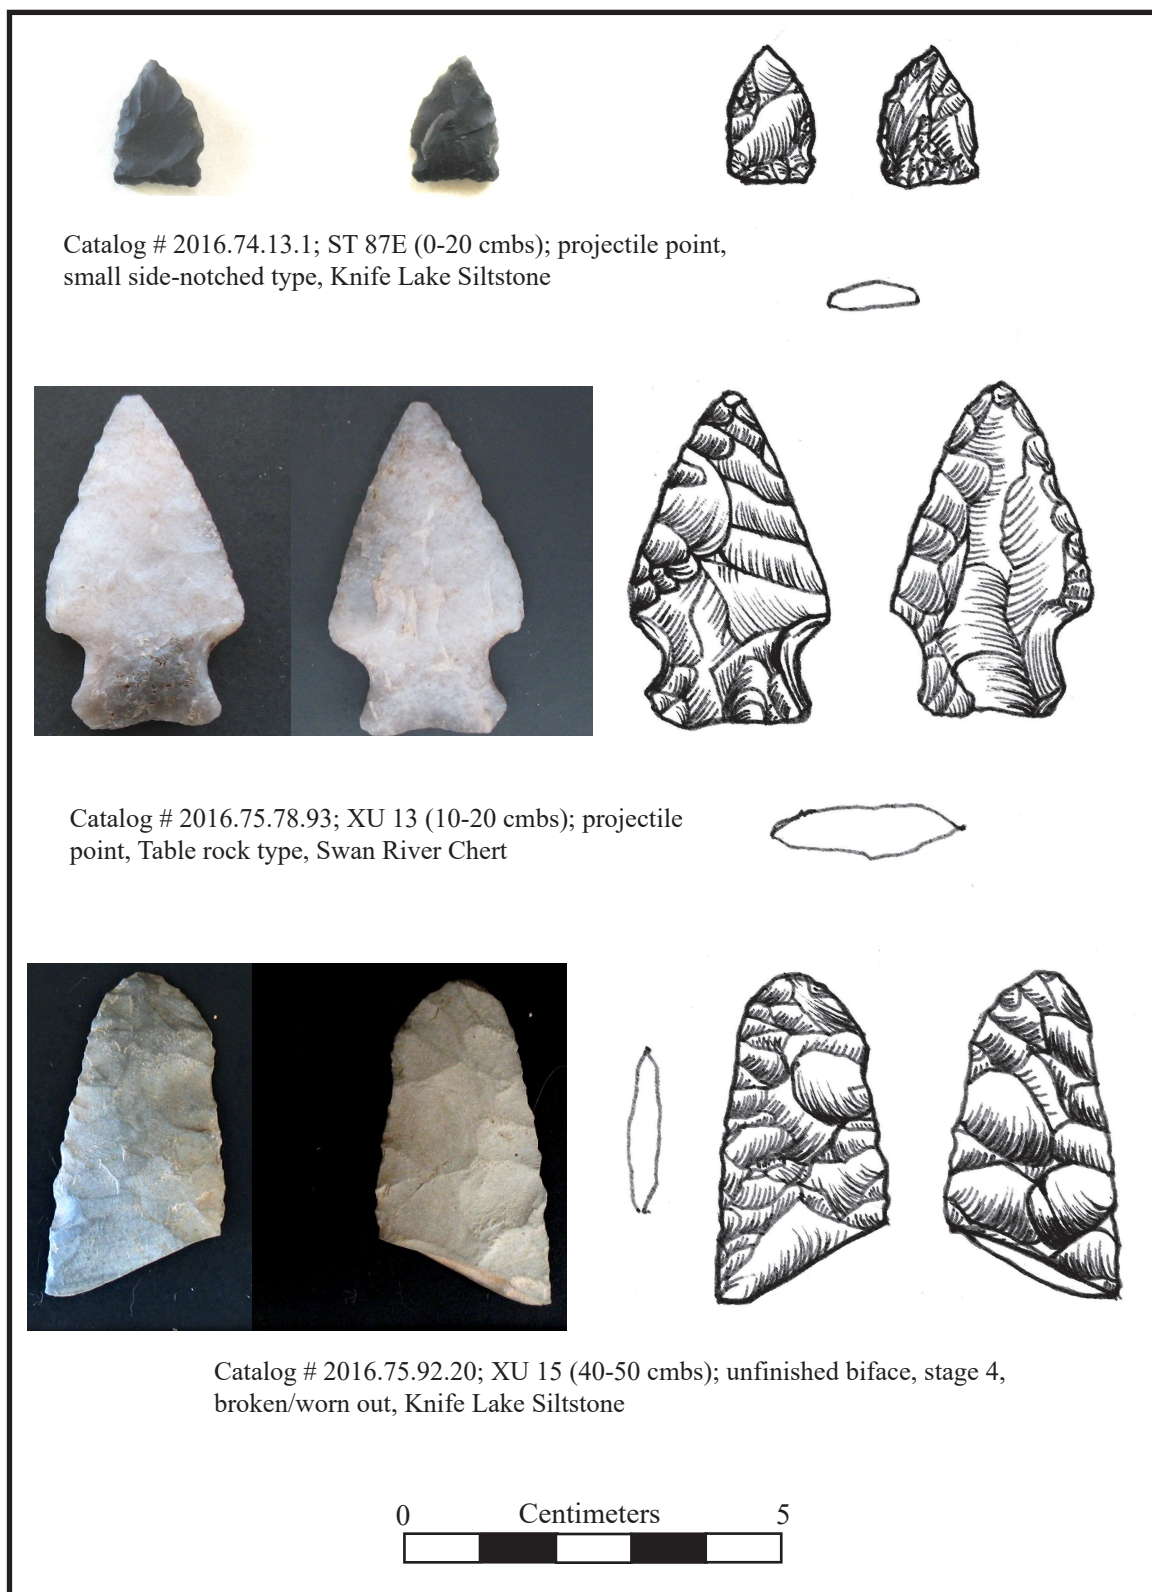 Catalog # 2016.74.13.1; ST 87E (0-20 cmbs); projectile point,
small side-notched type, Knife Lake Siltstone
Catalog # 2016.75.78.93; XU 13 (10-20 cmbs); projectile
point, Table rock type, Swan River Chert
Catalog # 2016.75.92.20; XU 15 (40-50 cmbs); unfinished biface, stage 4,
broken/worn out, Knife Lake Siltstone
0 Centimeters 5